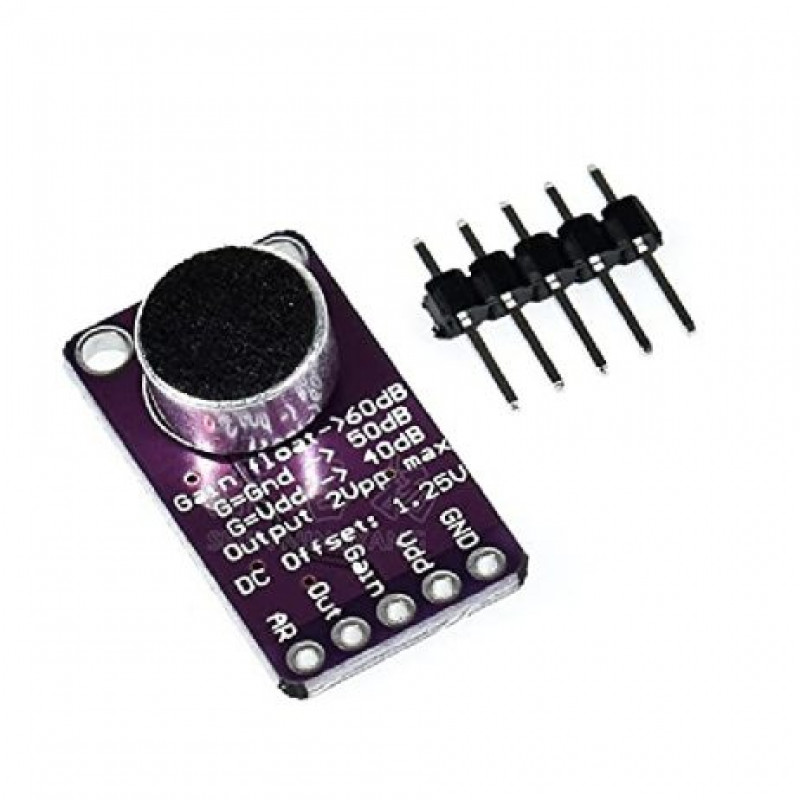 Gain float->60dB
G=Gnd -> 50dB
G=Vdd -> 40dB
Output 2Vpp max
DC Offset: 1.25V
AR Out Gain Vdd GND